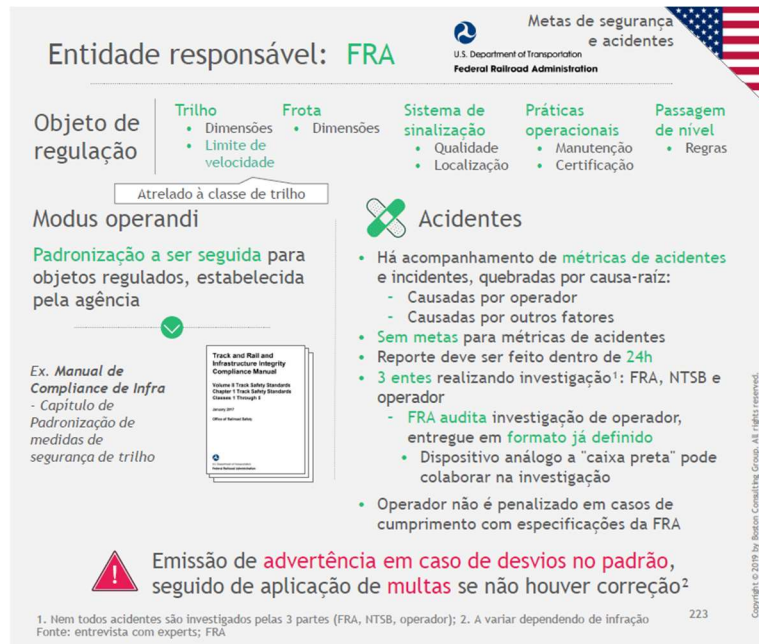 Metas de segurança
e acidentes
Entidade responsável: FRA
U.S. Department of Transportation
Federal Railroad Administration
Objeto de
regulação
Trilho
• Dimensões
• Limite de
velocidade
Frota
• Dimensões
Sistema de
sinalização
• Qualidade
• Localização
Práticas
operacionais
• Manutenção
• Certificação
Passagem
de nível
• Regras
Atrelado à classe de trilho
Modus operandi
Padronização a ser seguida para
objetos regulados, estabelecida
pela agência
Ex. Manual de
Compliance de Infra
- Capítulo de
Padronização de
medidas de
segurança de trilho
Track and Rail and
Infrastructure Integrity
Compliance Manual
Volume II Track Safety Standards
Chapter 1 Track Safety Standards
Classes 1 Through 5
January 2017
Office of Railroad Safety
U.S. Department of Transportation
Federal Railroad Administration
Acidentes
• Há acompanhamento de métricas de acidentes
e incidentes, quebradas por causa-raíz:
- Causadas por operador
- Causadas por outros fatores
• Sem metas para métricas de acidentes
• Reporte deve ser feito dentro de 24h
• 3 entes realizando investigação¹: FRA, NTSB e
operador
- FRA audita investigação de operador,
entregue em formato já definido
• Dispositivo análogo a "caixa preta" pode
colaborar na investigação
• Operador não é penalizado em casos de
cumprimento com especificações da FRA
Emissão de advertência em caso de desvios no padrão,
seguido de aplicação de multas se não houver correção²
1. Nem todos acidentes são investigados pelas 3 partes (FRA, NTSB, operador); 2. A variar dependendo de infração
Fonte: entrevista com experts; FRA
223
Copyright © 2019 by Boston Consulting Group. All rights reserved.